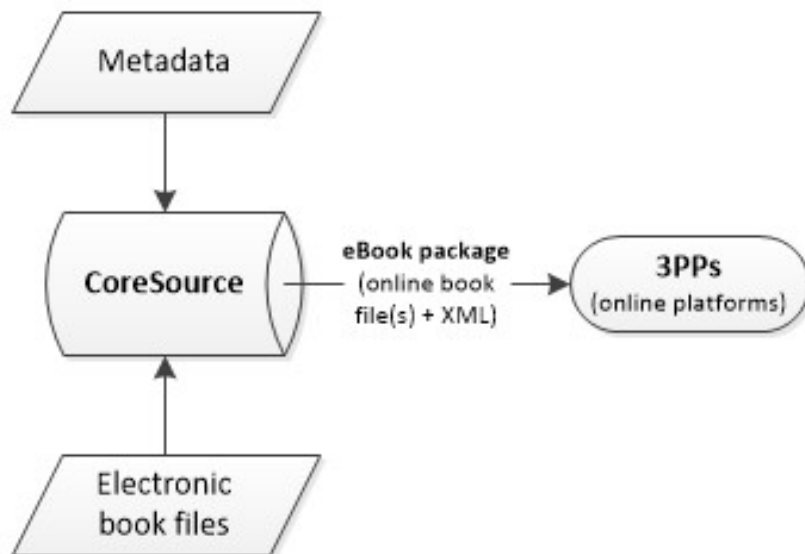 Metadata
CoreSource
eBook package
(online book
file(s) + XML)
3PPs
(online platforms)
Electronic
book files